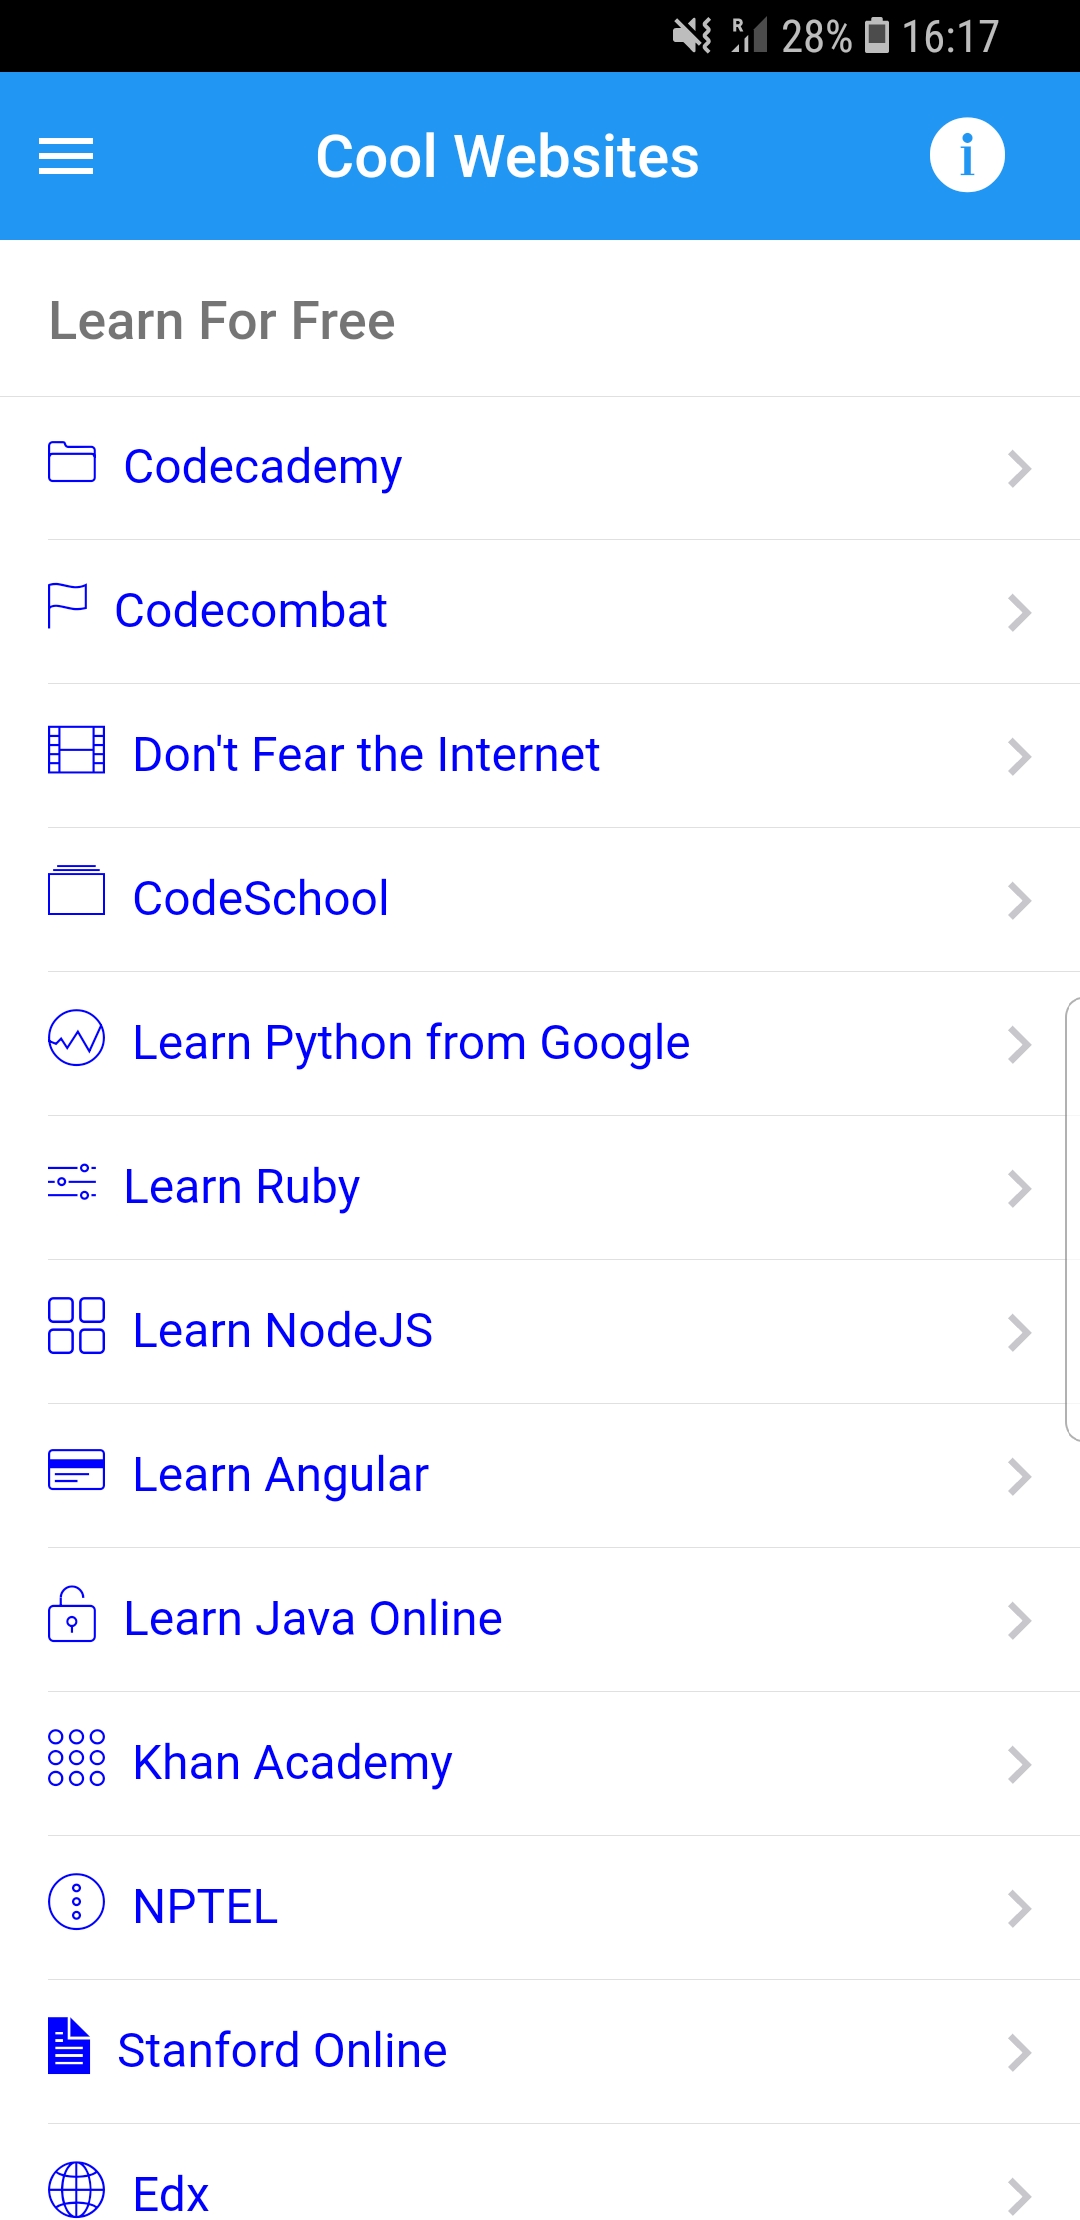 R 28% 16:17
Cool Websites
Learn For Free
Codecademy
Codecombat
Don't Fear the Internet
CodeSchool
Learn Python from Google
Learn Ruby
Learn NodeJS
Learn Angular
Learn Java Online
Khan Academy
NPTEL
Stanford Online
Edx